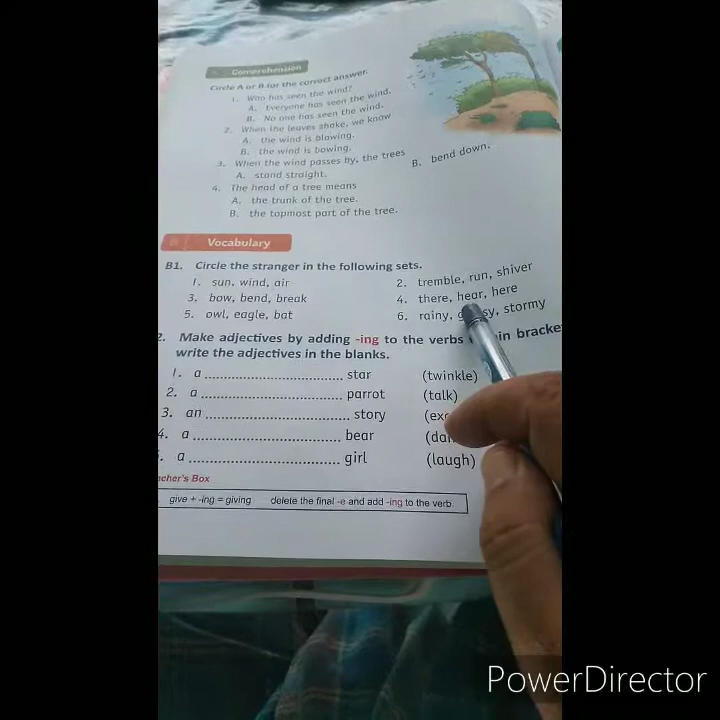 Comprehension
Circle A or B for the correct answer.
1. Who has seen the wind?
A. Everyone has seen the wind.
B. No one has seen the wind.
2. When the leaves shake, we know
A. the wind is blowing.
B. the wind is bowing.
3. When the wind passes by, the trees
A. stand straight. B. bend down.
4. The head of a tree means
A. the trunk of the tree.
B. the topmost part of the tree.
B Vocabulary
B1. Circle the stranger in the following sets.
1. sun, wind, air 2. tremble, run, shiver
3. bow, bend, break 4. there, hear, here
5. owl, eagle, bat 6. rainy, stormy
2. Make adjectives by adding -ing to the verbs in
write the adjectives in the blanks.
1. a ........ star (twinkle)
2. a ........ parrot (talk)
3. an ........ story
4. a ........ bear
a ........ girl (laugh)
Box
give + -ing = giving delete the final -e and add -ing to the verb.
PowerDirector